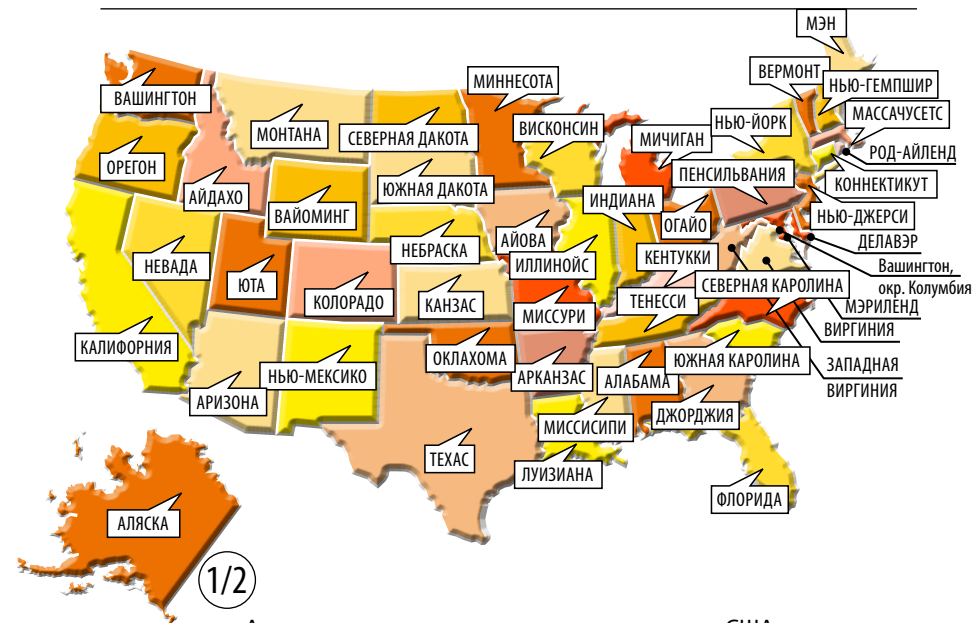 МЭН
ВЕРМОНТ
НЬЮ-ГЕМПШИР
МИННЕСОТА
ВАШИНГТОН
МАССАЧУСЕТС
МОНТАНА
СЕВЕРНАЯ ДАКОТА
ВИСКОНСИН
МИЧИГАН
НЬЮ-ЙОРК
РОД-АЙЛЕНД
ОРЕГОН
АЙДАХО
ЮЖНАЯ ДАКОТА
ПЕНСИЛЬВАНИЯ
КОННЕКТИКУТ
ВАЙОМИНГ
ИНДИАНА
ОГАЙО
НЬЮ-ДЖЕРСИ
НЕБРАСКА
АЙОВА
ДЕЛАВЭР
НЕВАДА
ЮТА
ИЛЛИНОЙС
КЕНТУККИ
Вашингтон,
окр. Колумбия
КОЛОРАДО
КАНЗАС
МИССУРИ
ТЕНЕССИ
СЕВЕРНАЯ КАРОЛИНА
МЭРИЛЕНД
ВИРГИНИЯ
КАЛИФОРНИЯ
ОКЛАХОМА
ЮЖНАЯ КАРОЛИНА
ЗАПАДНАЯ
ВИРГИНИЯ
НЬЮ-МЕКСИКО
АРКАНЗАС
АЛАБАМА
АРИЗОНА
ДЖОРДЖИЯ
МИССИСИПИ
ТЕХАС
ЛУИЗИАНА
ФЛОРИДА
АЛЯСКА
1/2